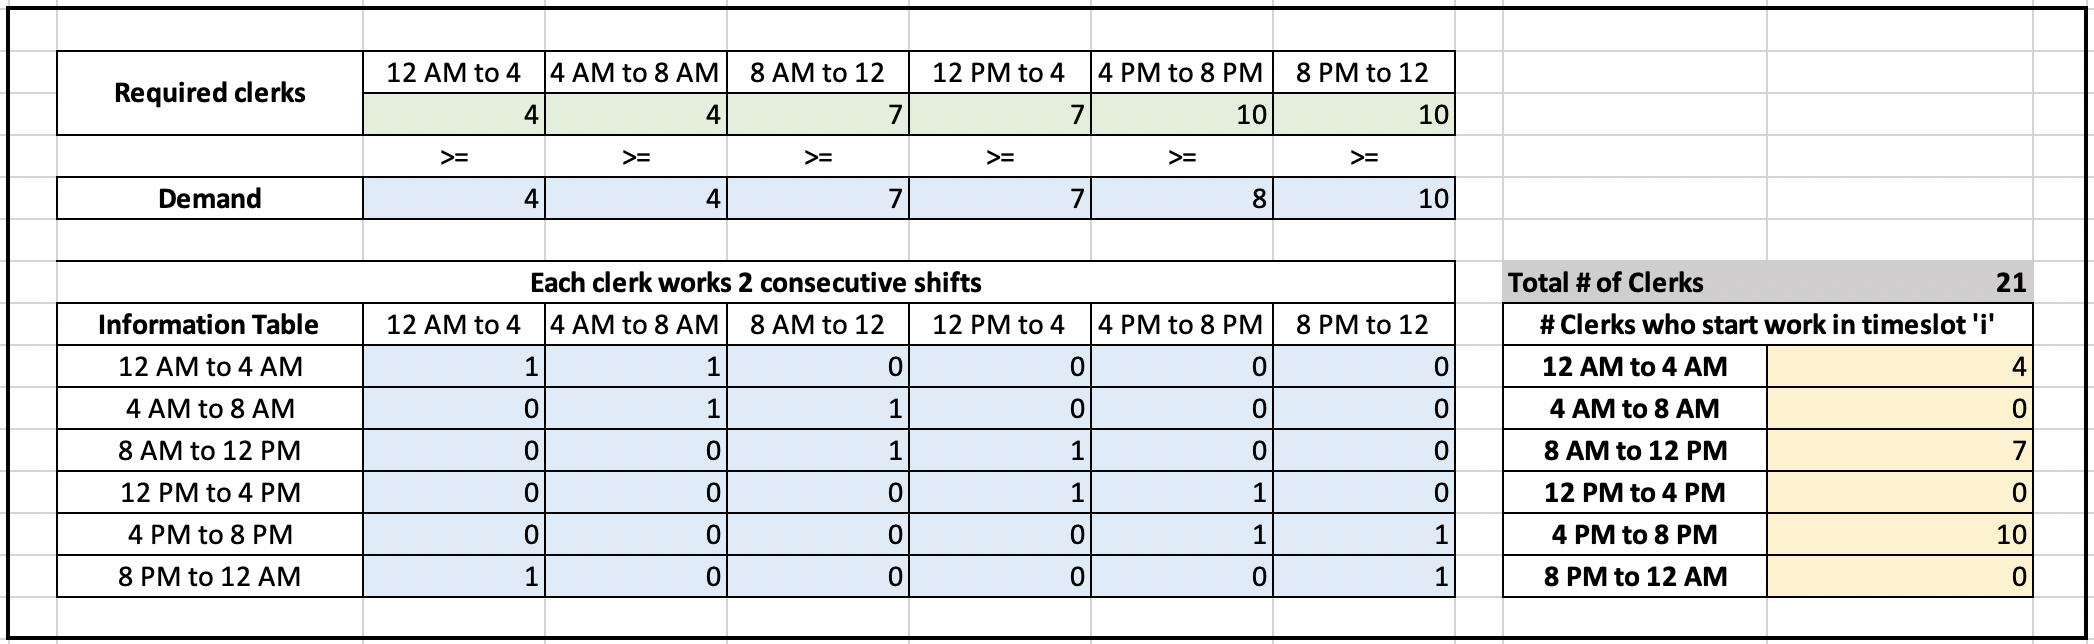 Required clerks
12 AM to 4 4 AM to 8 AM 8 AM to 12 12 PM to 4 4 PM to 8 PM 8 PM to 12
4 4 7 7 10 10
>= >= >= >= >= >=
Demand 4 4 7 7 8 10
Each clerk works 2 consecutive shifts
Total # of Clerks 21
Information Table 12 AM to 4 4 AM to 8 AM 8 AM to 12 12 PM to 4 4 PM to 8 PM 8 PM to 12
# Clerks who start work in timeslot 'i'
12 AM to 4 AM 1 1 0 0 0 0
12 AM to 4 AM 4
4 AM to 8 AM 0 1 1 0 0 0
4 AM to 8 AM 0
8 AM to 12 PM 0 0 1 1 0 0
8 AM to 12 PM 7
12 PM to 4 PM 0 0 0 1 1 0
12 PM to 4 PM 0
4 PM to 8 PM 0 0 0 0 1 1
4 PM to 8 PM 10
8 PM to 12 AM 1 0 0 0 0 1
8 PM to 12 AM 0